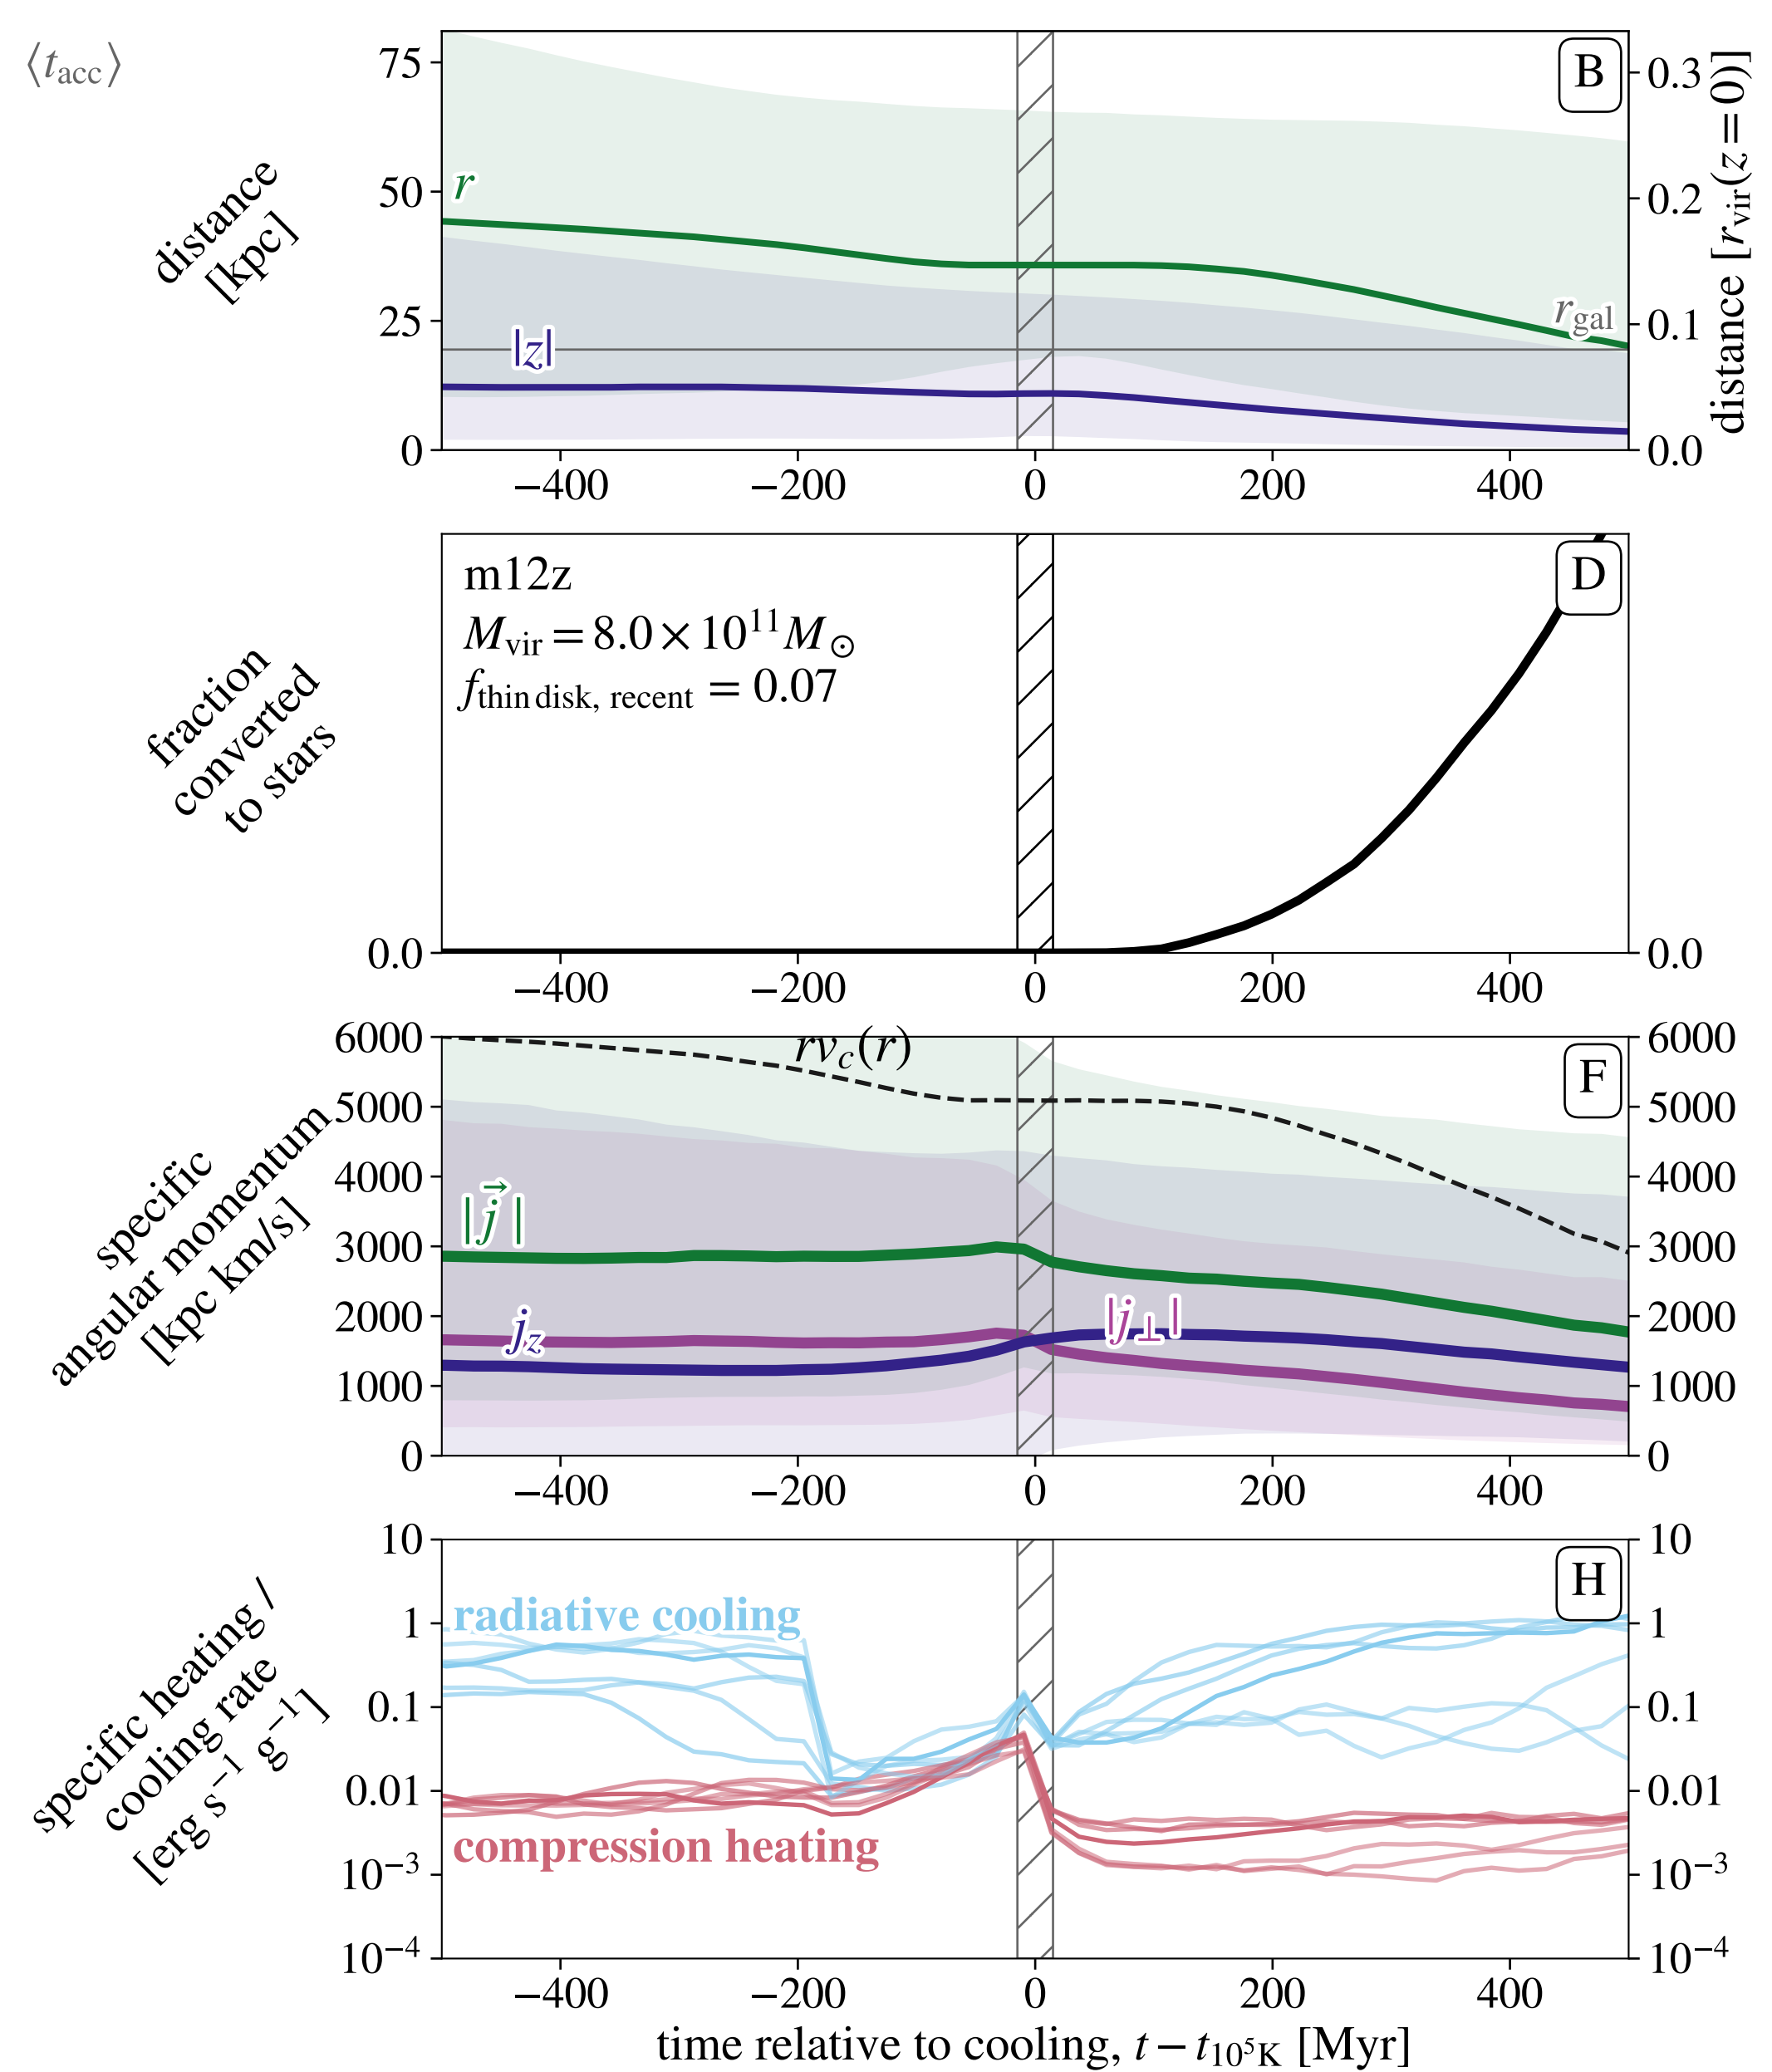 ⟨t_acc⟩
75
50
25
0
distance
[kpc]
r
|z|
r_gal
B
0.3
0.2
0.1
0.0
distance [r_vir(z = 0)]
−400 −200 0 200 400
m12z
M_vir = 8.0 × 10^11 M_⊙
f_thin disk, recent = 0.07
D
fraction
converted
to stars
0.0
0.0
−400 −200 0 200 400
6000
5000
4000
3000
2000
1000
0
specific
angular momentum
[kpc km/s]
rv_c(r)
|j⃗|
j_z
|j_⊥|
F
6000
5000
4000
3000
2000
1000
0
−400 −200 0 200 400
10
1
0.1
0.01
10^−3
10^−4
specific heating /
cooling rate
[erg s^−1 g^−1]
radiative cooling
compression heating
H
10
1
0.1
0.01
10^−3
10^−4
−400 −200 0 200 400
time relative to cooling, t − t_10^5K [Myr]